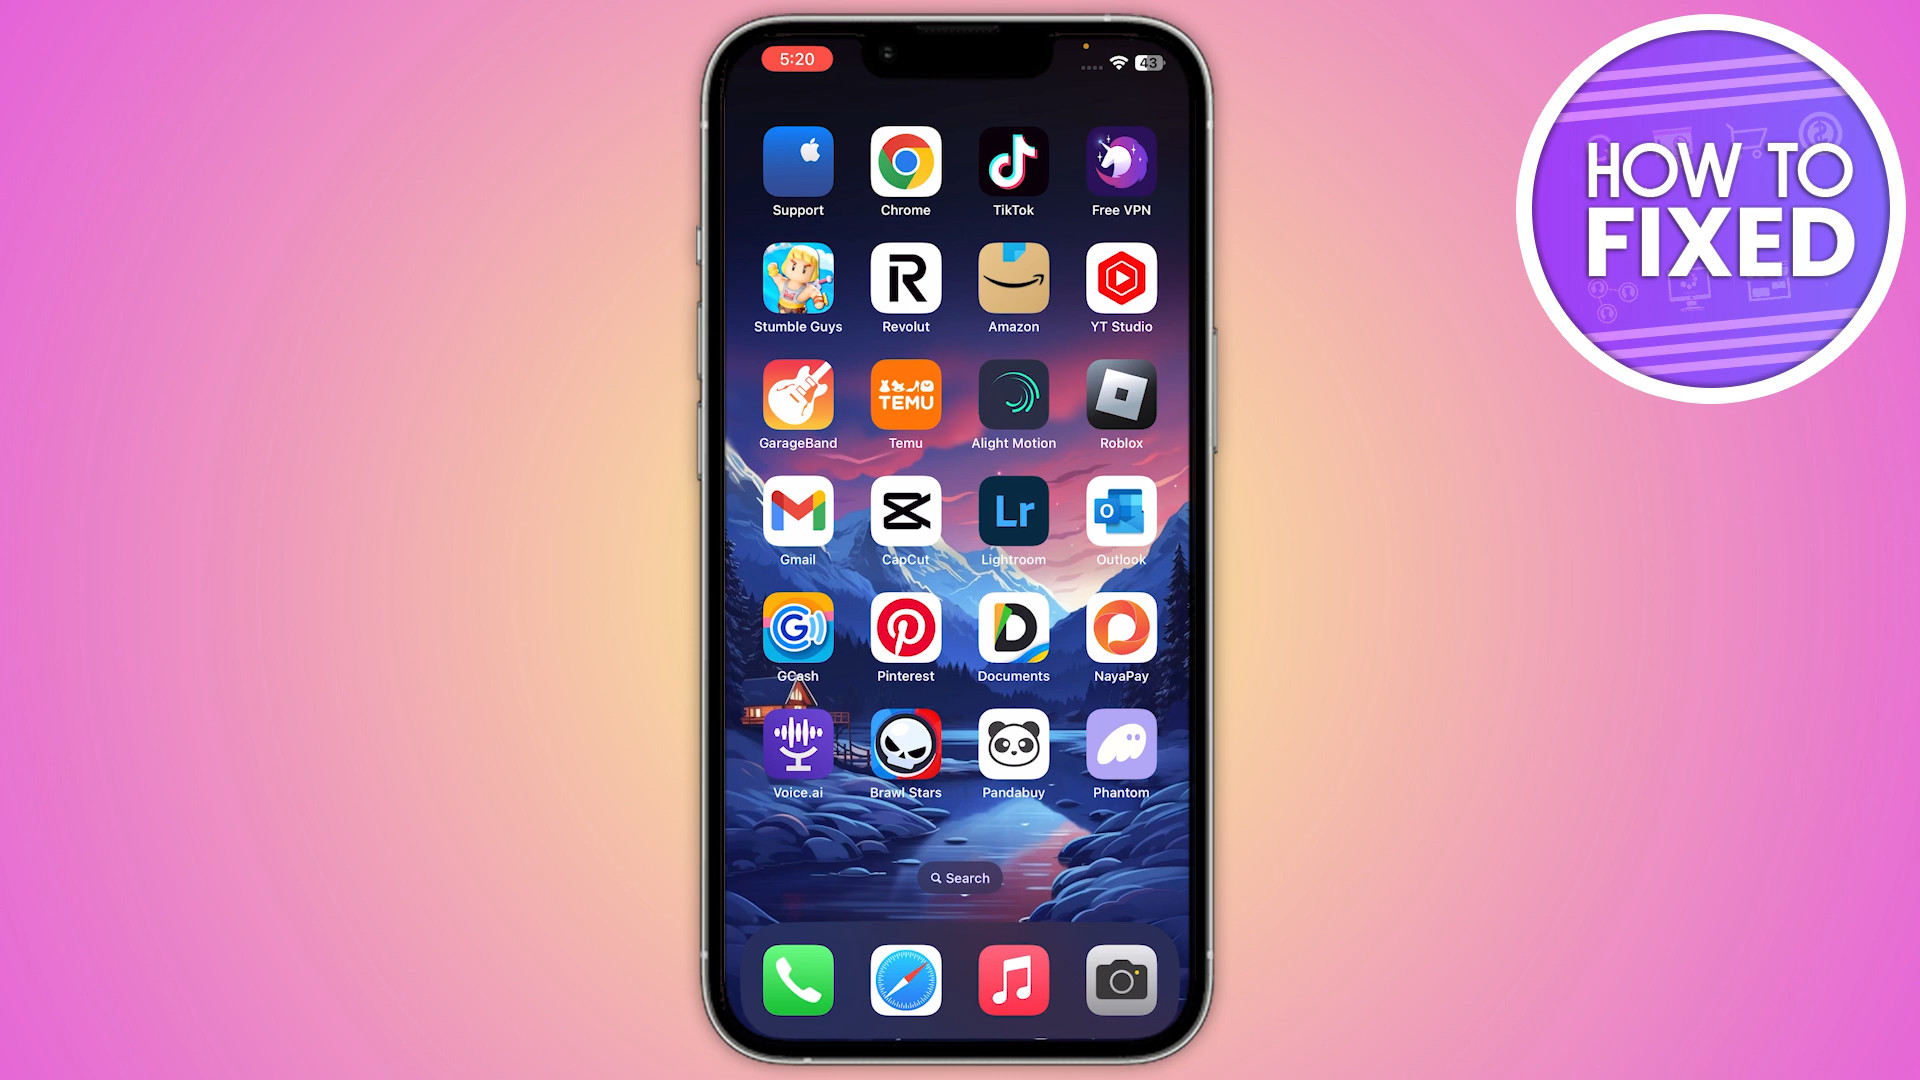 5:20
43
Support
Chrome
TikTok
Free VPN
Stumble Guys
Revolut
Amazon
YT Studio
TEMU
GarageBand
Temu
Alight Motion
Roblox
Lr
O
Gmail
CapCut
Lightroom
Outlook
G
D
GCash
Pinterest
Documents
NayaPay
Voice.ai
Brawl Stars
Pandabuy
Phantom
Search
HOW TO
FIXED